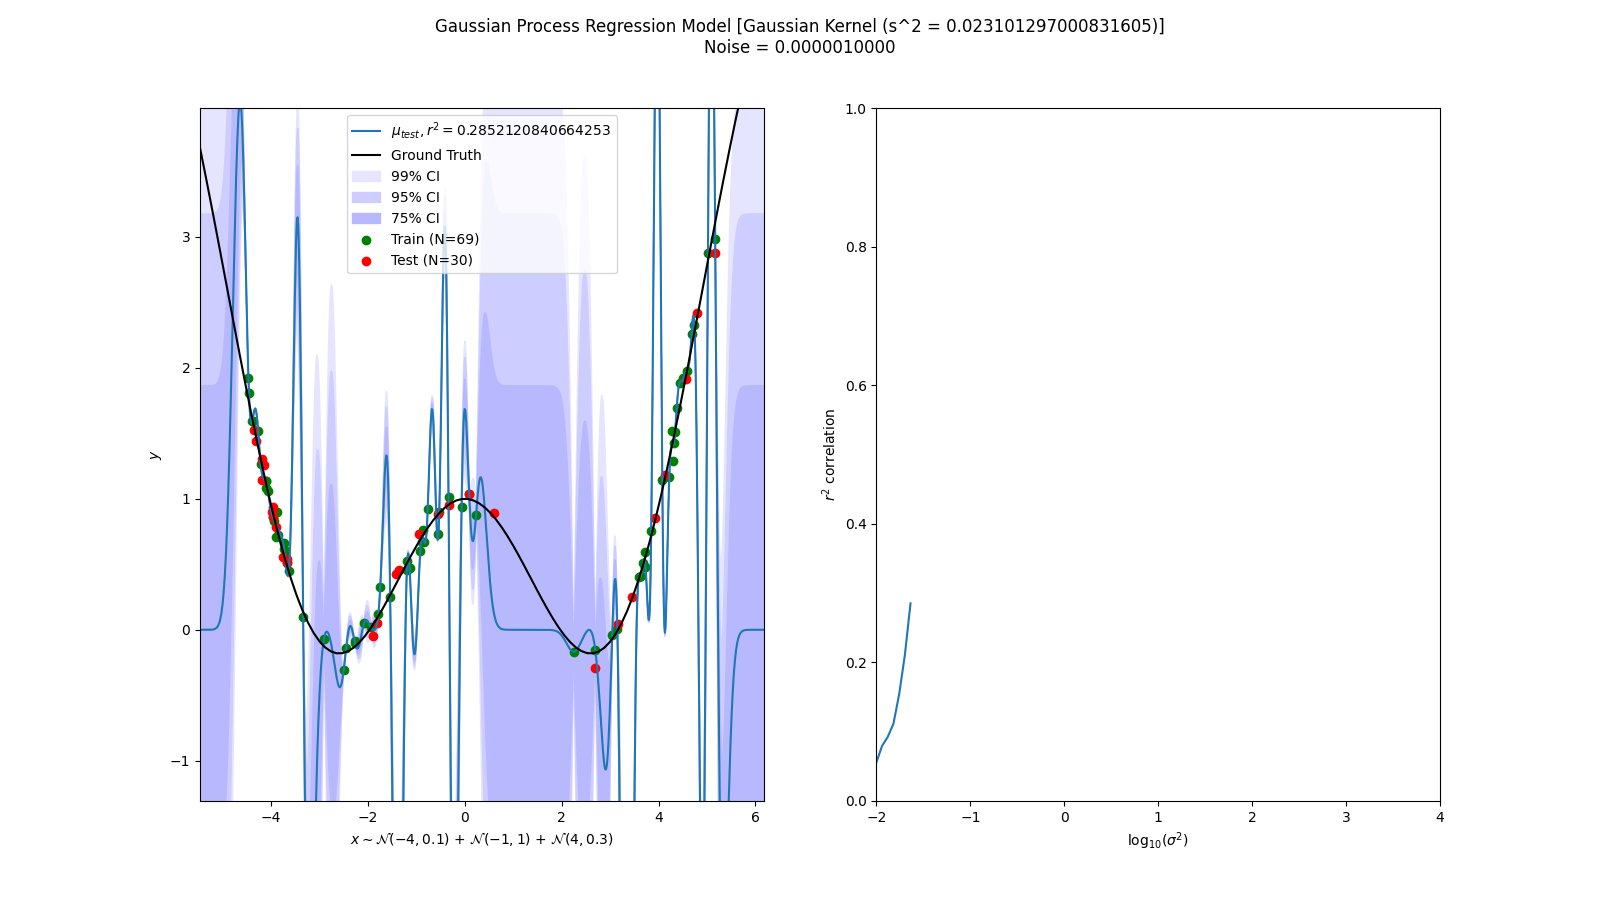 Gaussian Process Regression Model [Gaussian Kernel (s^2 = 0.023101297000831605)]
Noise = 0.0000010000
μ_test, r² = 0.2852120840664253
Ground Truth
99% CI
95% CI
75% CI
Train (N=69)
Test (N=30)
3
2
1
0
−1
y
−4 −2 0 2 4 6
x ~ 𝒩(−4, 0.1) + 𝒩(−1, 1) + 𝒩(4, 0.3)
1.0
0.8
0.6
0.4
0.2
0.0
r² correlation
−2 −1 0 1 2 3 4
log₁₀(σ²)